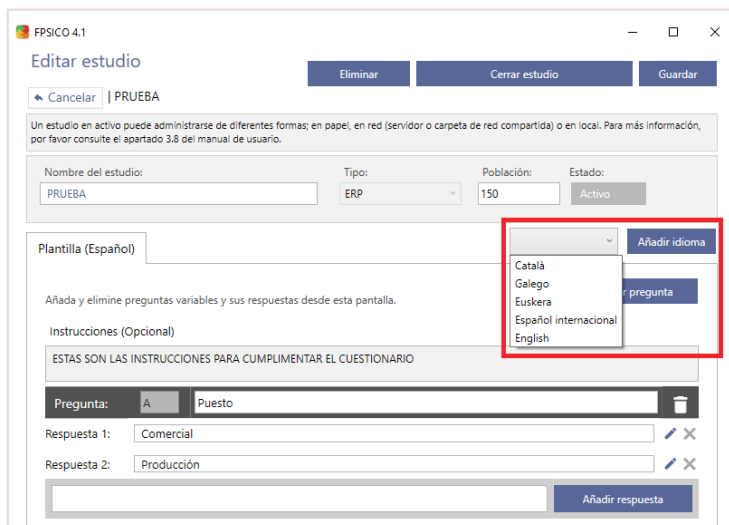 FPSICO 4.1
Editar estudio
Eliminar
Cerrar estudio
Guardar
Cancelar | PRUEBA
Un estudio en activo puede administrarse de diferentes formas; en papel, en red (servidor o carpeta de red compartida) o en local. Para más información,
por favor consulte el apartado 3.8 del manual de usuario.
Nombre del estudio:
Tipo:
Población:
Estado:
PRUEBA
ERP
150
Activo
Plantilla (Español)
Añadir idioma
Català
Galego
Euskera
Español internacional
English
r pregunta
Añada y elimine preguntas variables y sus respuestas desde esta pantalla.
Instrucciones (Opcional)
ESTAS SON LAS INSTRUCCIONES PARA CUMPLIMENTAR EL CUESTIONARIO
Pregunta:
A
Puesto
Respuesta 1:
Comercial
Respuesta 2:
Producción
Añadir respuesta